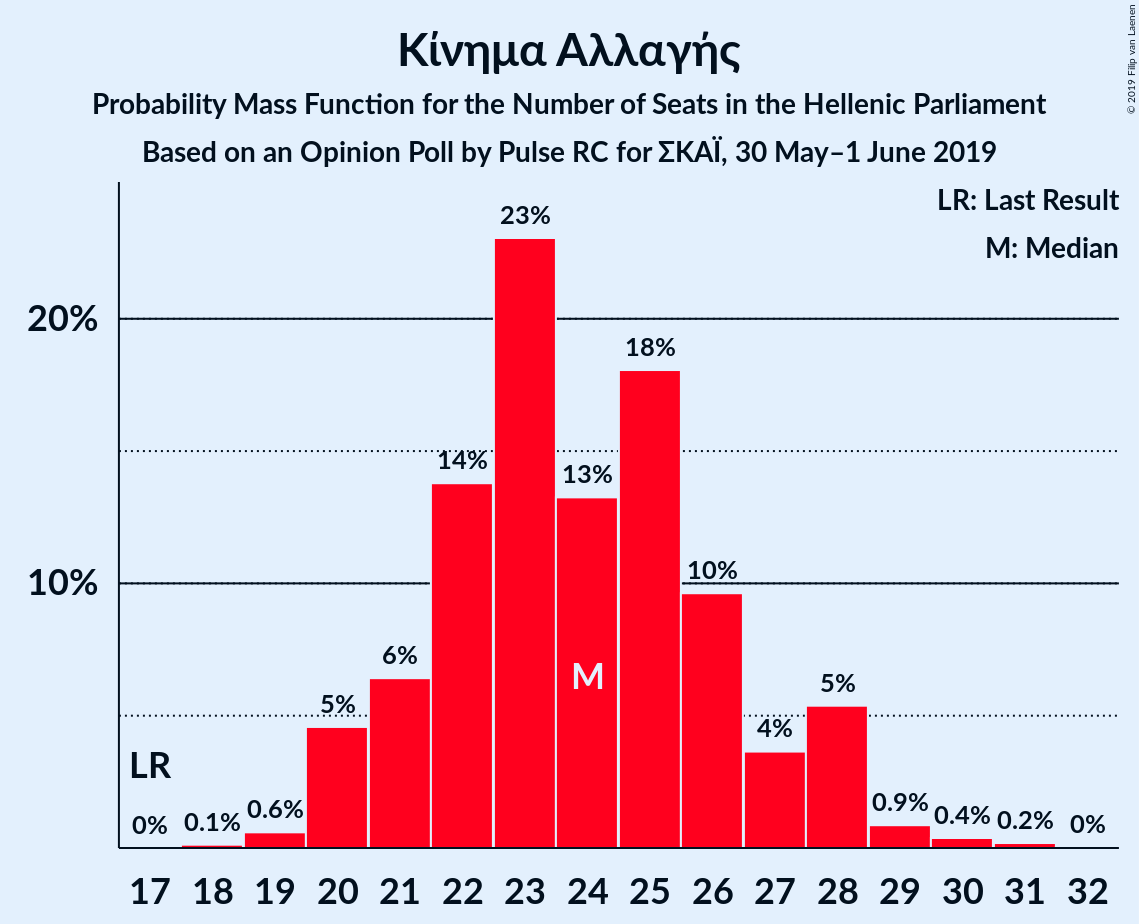 Κίνημα Αλλαγής
Probability Mass Function for the Number of Seats in the Hellenic Parliament
Based on an Opinion Poll by Pulse RC for ΣΚΑΪ, 30 May–1 June 2019
© 2019 Filip van Laenen
LR: Last Result
M: Median
23%
20%
18%
14%
13%
10%
10%
6%
M
5%
5%
4%
LR
0%
0.1%
0.6%
0.9%
0.4%
0.2%
0%
17 18 19 20 21 22 23 24 25 26 27 28 29 30 31 32